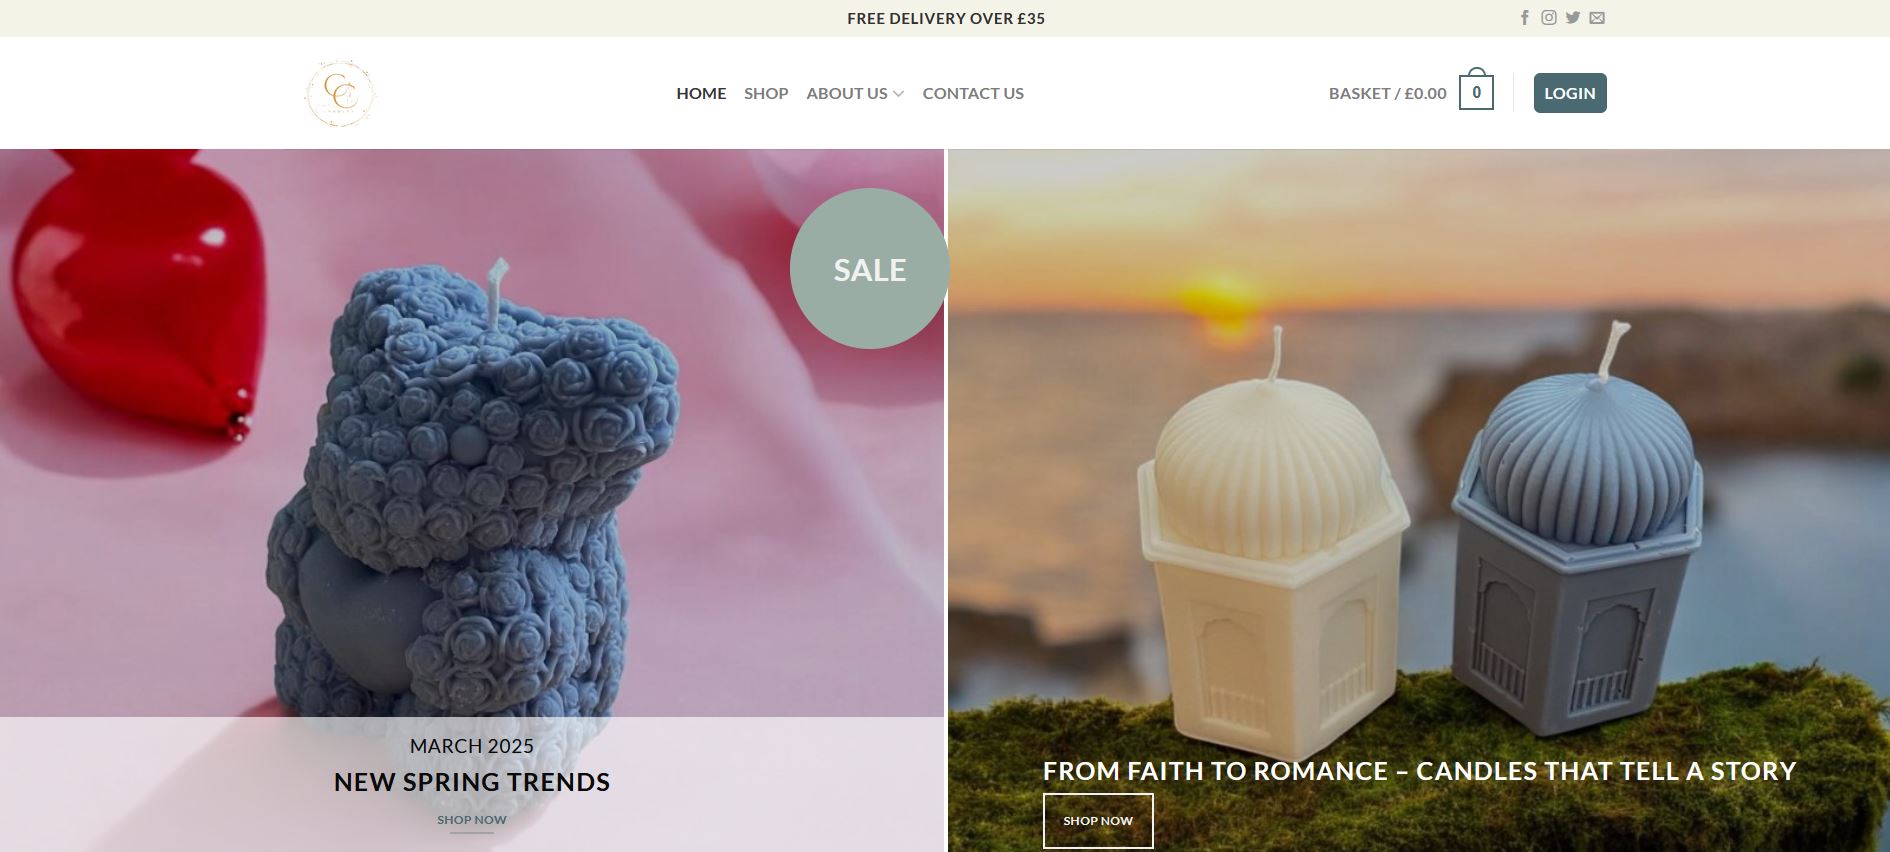 FREE DELIVERY OVER £35
CC
HOME SHOP ABOUT US CONTACT US
BASKET / £0.00 0 LOGIN
SALE
MARCH 2025
NEW SPRING TRENDS
SHOP NOW
FROM FAITH TO ROMANCE – CANDLES THAT TELL A STORY
SHOP NOW